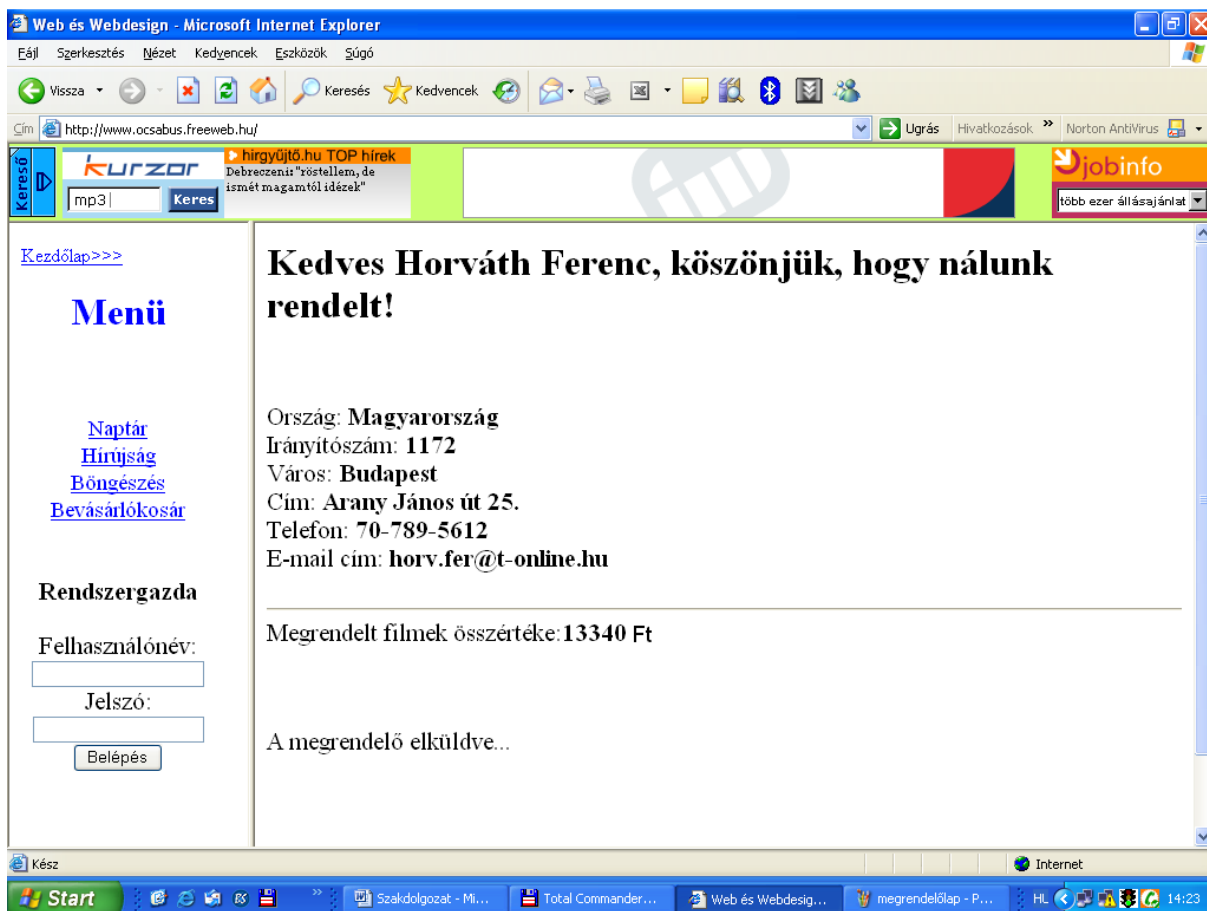 Web és Webdesign - Microsoft Internet Explorer
Fájl Szerkesztés Nézet Kedvencek Eszközök Súgó
Vissza Keresés Kedvencek
Cím http://www.ocsabus.freeweb.hu/ Ugrás Hivatkozások » Norton AntiVirus
Kereső
kurzor
mp3 Keres
hirgyűjtő.hu TOP hírek
Debreczeni: "röstellem, de
ismét magamtól idézek"
jobinfo
több ezer állásajánlat
Kezdőlap>>>
Menü
Naptár
Hírújság
Böngészés
Bevásárlókosár
Rendszergazda
Felhasználónév:
Jelszó:
Belépés
Kedves Horváth Ferenc, köszönjük, hogy nálunk
rendelt!
Ország: Magyarország
Irányítószám: 1172
Város: Budapest
Cím: Arany János út 25.
Telefon: 70-789-5612
E-mail cím: horv.fer@t-online.hu
Megrendelt filmek összértéke:13340 Ft
A megrendelő elküldve...
Kész Internet
Start » Szakdolgozat - Mi... Total Commander... Web és Webdesig... megrendelőlap - P... HL 14:23